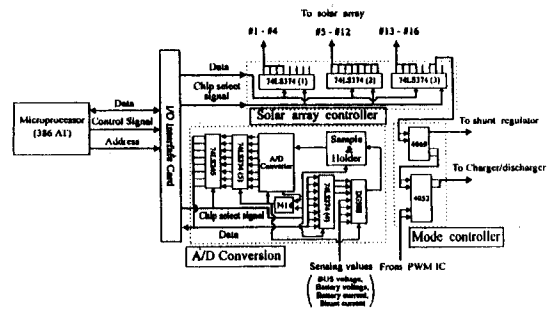 To solar array
#1 - #4
#5 - #12
#13 - #16
Data
Chip select
signal
74LS374 (1)
74LS374 (2)
74LS374 (3)
Solar array controller
Microprocessor
(386 AT)
Data
Control Signal
Address
I/O Interface Card
74LS245
74LS374 (5)
A/D
Converter
Sample
&
Holder
7416
74LS374 (4)
Chip select signal
Data
A/D Conversion
Sensing values
BUS voltage,
Battery voltage,
Battery current,
Shunt current
From PWM IC
4069
4052
To shunt regulator
To Charger/discharger
Mode controller